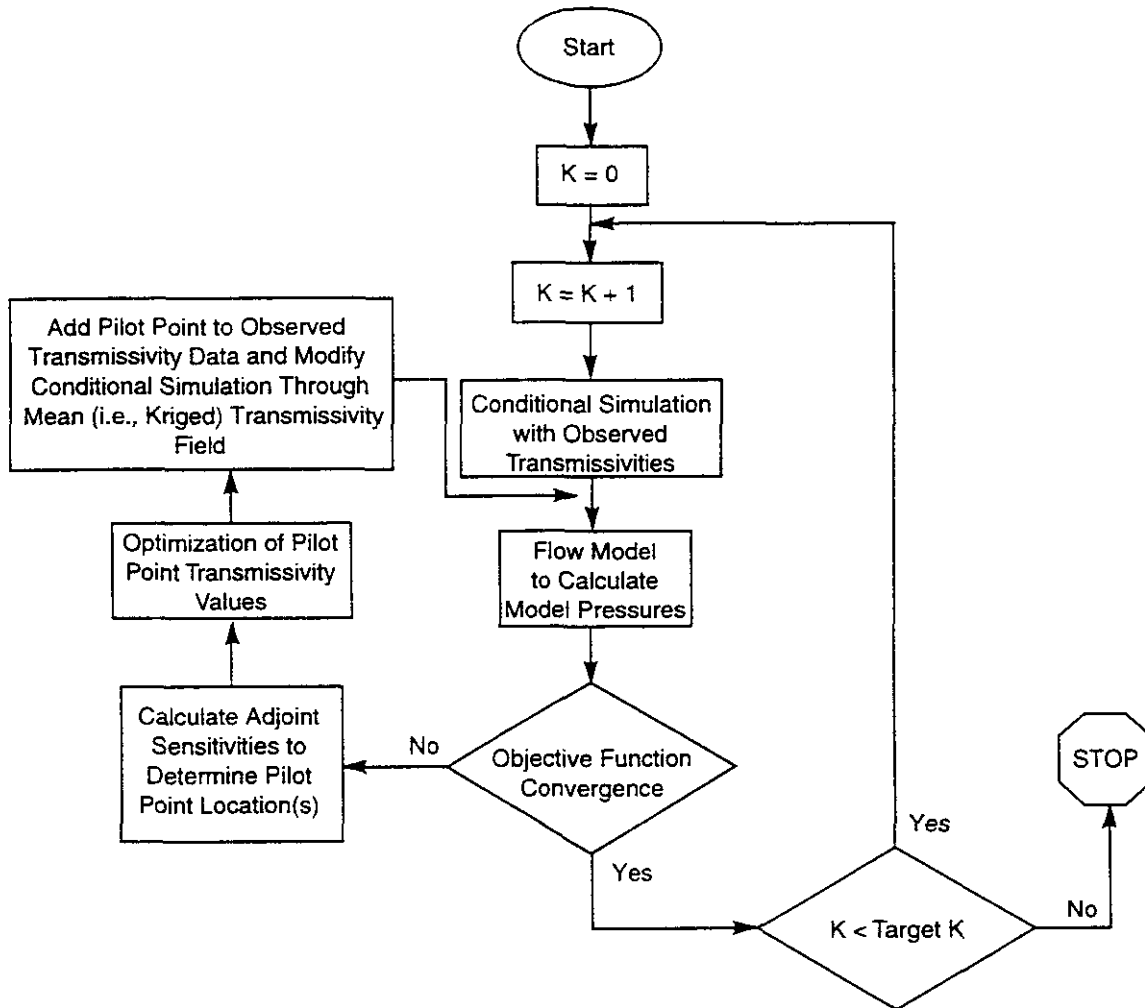 Start
K = 0
K = K + 1
Add Pilot Point to Observed
Transmissivity Data and Modify
Conditional Simulation Through
Mean (i.e., Kriged) Transmissivity
Field
Conditional Simulation
with Observed
Transmissivities
Optimization of Pilot
Point Transmissivity
Values
Flow Model
to Calculate
Model Pressures
Calculate Adjoint
Sensitivities to
Determine Pilot
Point Location(s)
No
Objective Function
Convergence
STOP
Yes
Yes
K < Target K
No